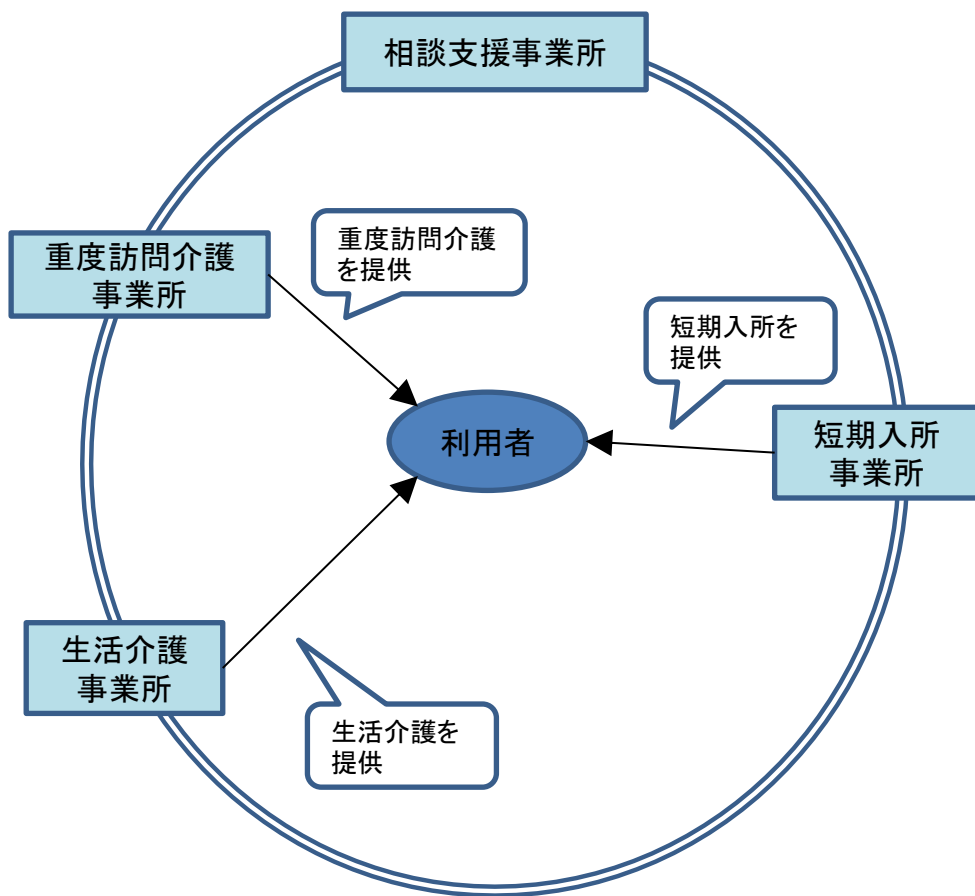 相談支援事業所
重度訪問介護
事業所
重度訪問介護
を提供
短期入所を
提供
利用者
短期入所
事業所
生活介護
事業所
生活介護を
提供